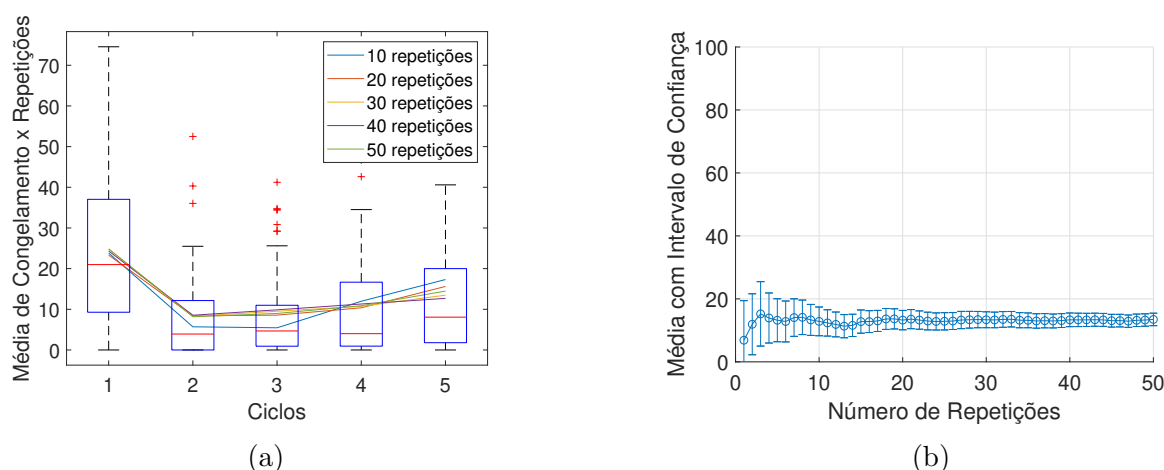 Média de Congelamento x Repetições
70
60
50
40
30
20
10
0
1 2 3 4 5
Ciclos
10 repetições
20 repetições
30 repetições
40 repetições
50 repetições
(a)
Média com Intervalo de Confiança
100
80
60
40
20
0
0 10 20 30 40 50
Número de Repetições
(b)